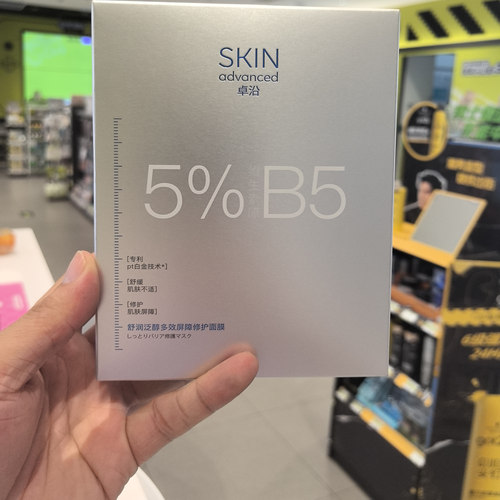 SKIN
advanced
卓沿
5% B5
[专利
pt白金技术*]
[舒缓
肌肤不适]
[修护
肌肤屏障]
舒润泛醇多效屏障修护面膜
しっとりバリア修護マスク